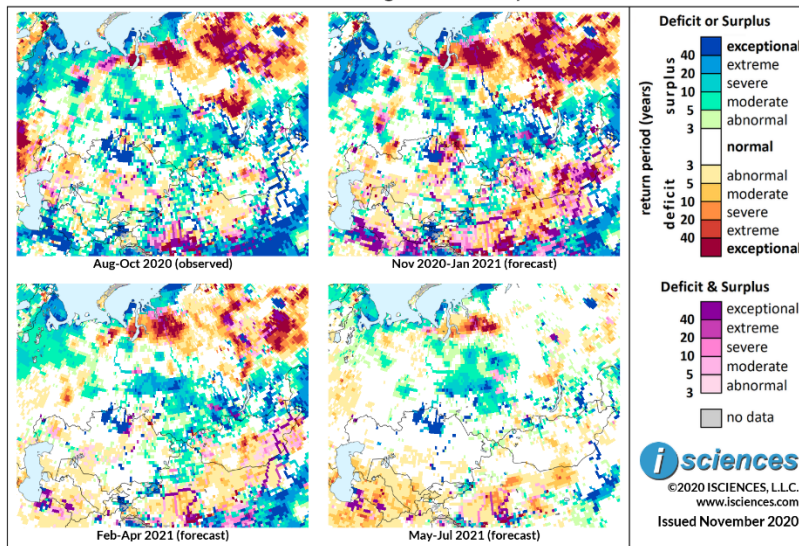 Aug-Oct 2020 (observed)
Nov 2020-Jan 2021 (forecast)
Feb-Apr 2021 (forecast)
May-Jul 2021 (forecast)
Deficit or Surplus
return period (years)
surplus
deficit
40
20
10
5
3
3
5
10
20
40
exceptional
extreme
severe
moderate
abnormal
normal
abnormal
moderate
severe
extreme
exceptional
Deficit & Surplus
40
20
10
5
3
exceptional
extreme
severe
moderate
abnormal
no data
i sciences
©2020 ISCIENCES, L.L.C.
www.isciences.com
Issued November 2020